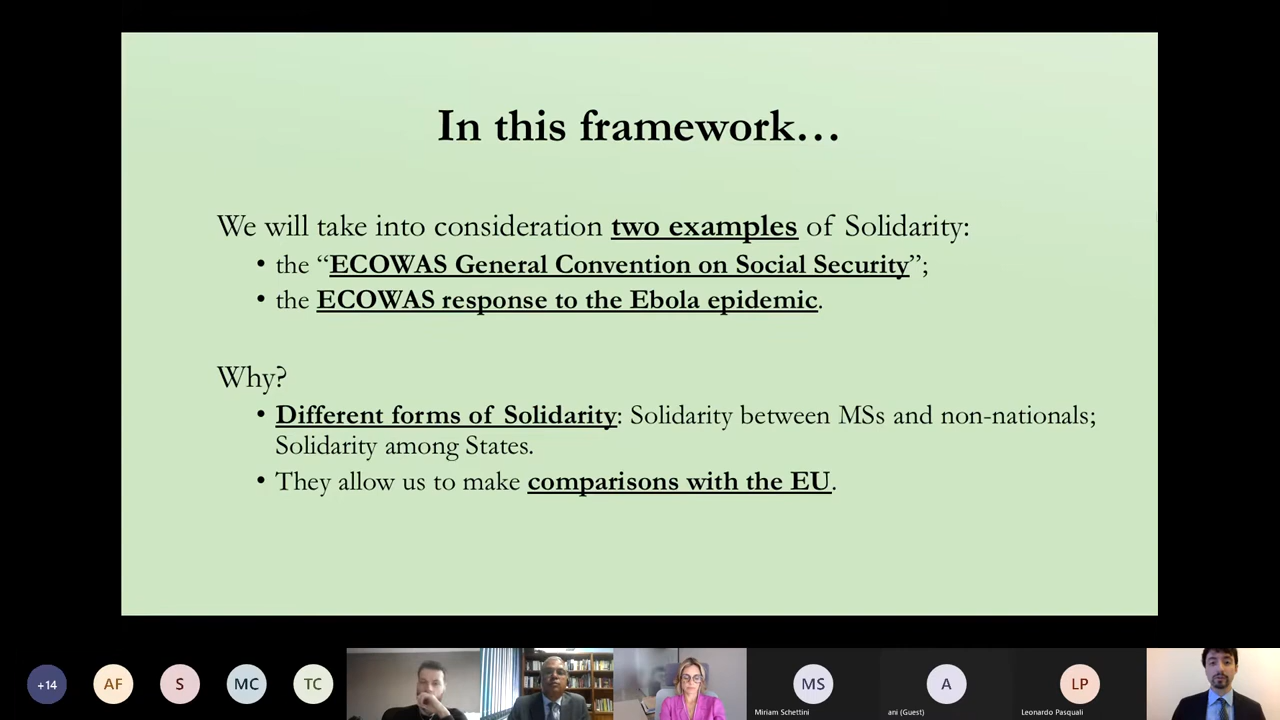 In this framework…
We will take into consideration two examples of Solidarity:
• the “ECOWAS General Convention on Social Security”;
• the ECOWAS response to the Ebola epidemic.
Why?
• Different forms of Solidarity: Solidarity between MSs and non-nationals;
Solidarity among States.
• They allow us to make comparisons with the EU.
+14
AF
S
MC
TC
MS
Miriam Schettini
A
ani (Guest)
LP
Leonardo Pasquali